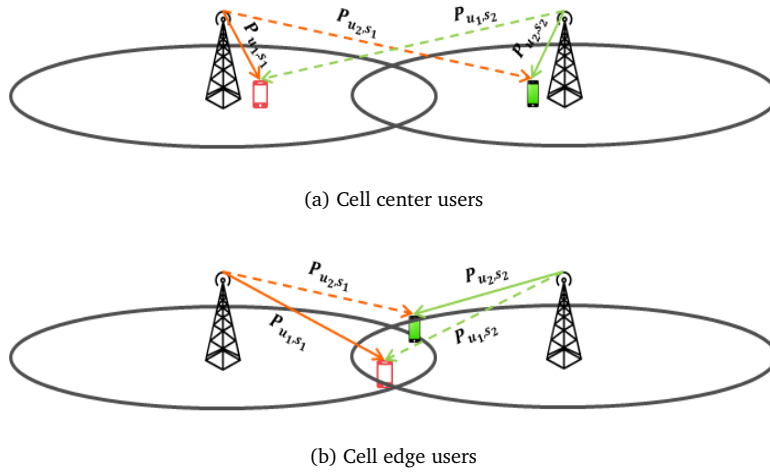 P_{u_1,s_1}
P_{u_2,s_1}
P_{u_1,s_2}
P_{u_2,s_2}
(a) Cell center users
P_{u_2,s_1}
P_{u_2,s_2}
P_{u_1,s_1}
P_{u_1,s_2}
(b) Cell edge users